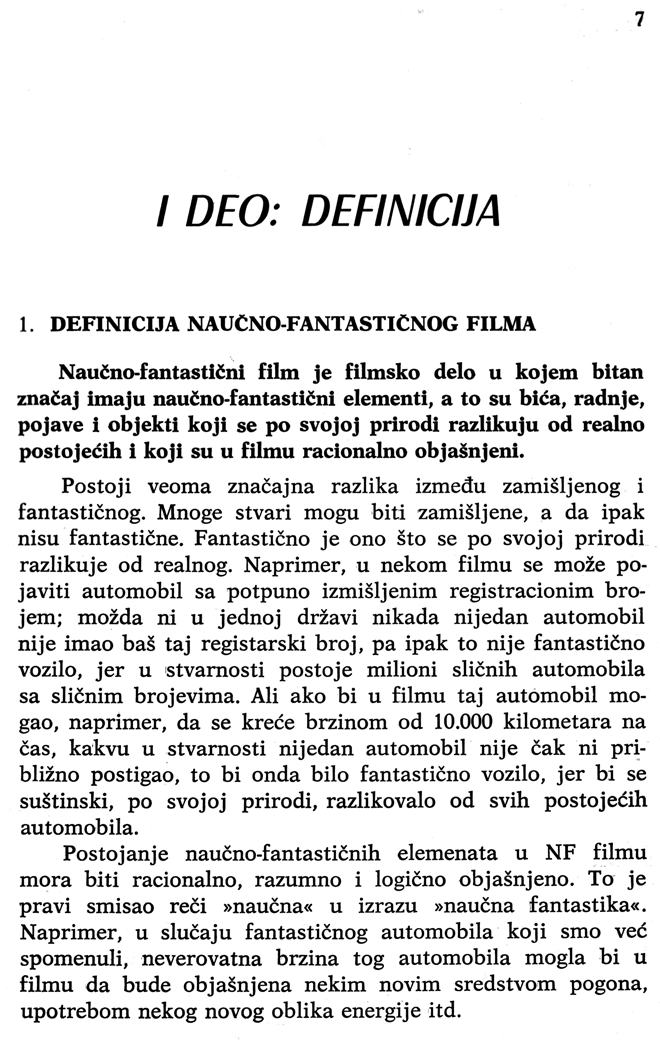 7
I DEO: DEFINICIJA
1. DEFINICIJA NAUČNO-FANTASTIČNOG FILMA
Naučno-fantastični film je filmsko delo u kojem bitan
značaj imaju naučno-fantastični elementi, a to su bića, radnje,
pojave i objekti koji se po svojoj prirodi razlikuju od realno
postojećih i koji su u filmu racionalno objašnjeni.
Postoji veoma značajna razlika između zamišljenog i
fantastičnog. Mnoge stvari mogu biti zamišljene, a da ipak
nisu fantastične. Fantastično je ono što se po svojoj prirodi
razlikuje od realnog. Naprimer, u nekom filmu se može po-
javiti automobil sa potpuno izmišljenim registracionim bro-
jem; možda ni u jednoj državi nikada nijedan automobil
nije imao baš taj registarski broj, pa ipak to nije fantastično
vozilo, jer u stvarnosti postoje milioni sličnih automobila
sa sličnim brojevima. Ali ako bi u filmu taj automobil mo-
gao, naprimer, da se kreće brzinom od 10.000 kilometara na
čas, kakvu u stvarnosti nijedan automobil nije čak ni pri-
bližno postigao, to bi onda bilo fantastično vozilo, jer bi se
suštinski, po svojoj prirodi, razlikovalo od svih postojećih
automobila.
Postojanje naučno-fantastičnih elemenata u NF filmu
mora biti racionalno, razumno i logično objašnjeno. To je
pravi smisao reči »naučna« u izrazu »naučna fantastika«.
Naprimer, u slučaju fantastičnog automobila koji smo već
spomenuli, neverovatna brzina tog automobila mogla bi u
filmu da bude objašnjena nekim novim sredstvom pogona,
upotrebom nekog novog oblika energije itd.